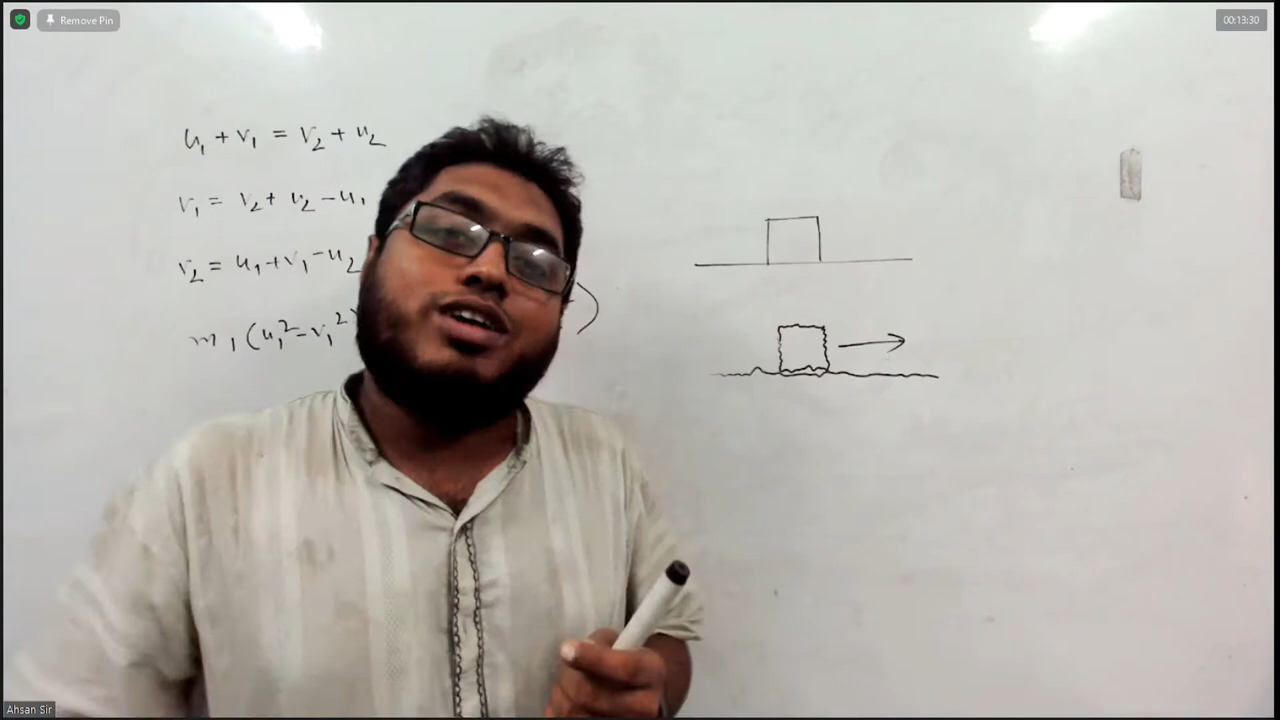 Remove Pin
00:13:30
u₁ + v₁ = v₂ + u₂
v₁ = v₂ + u₂ - u₁
v₂ = u₁ + v₁ - u₂
m₁(u₁² - v₁²)
Ahsan Sir